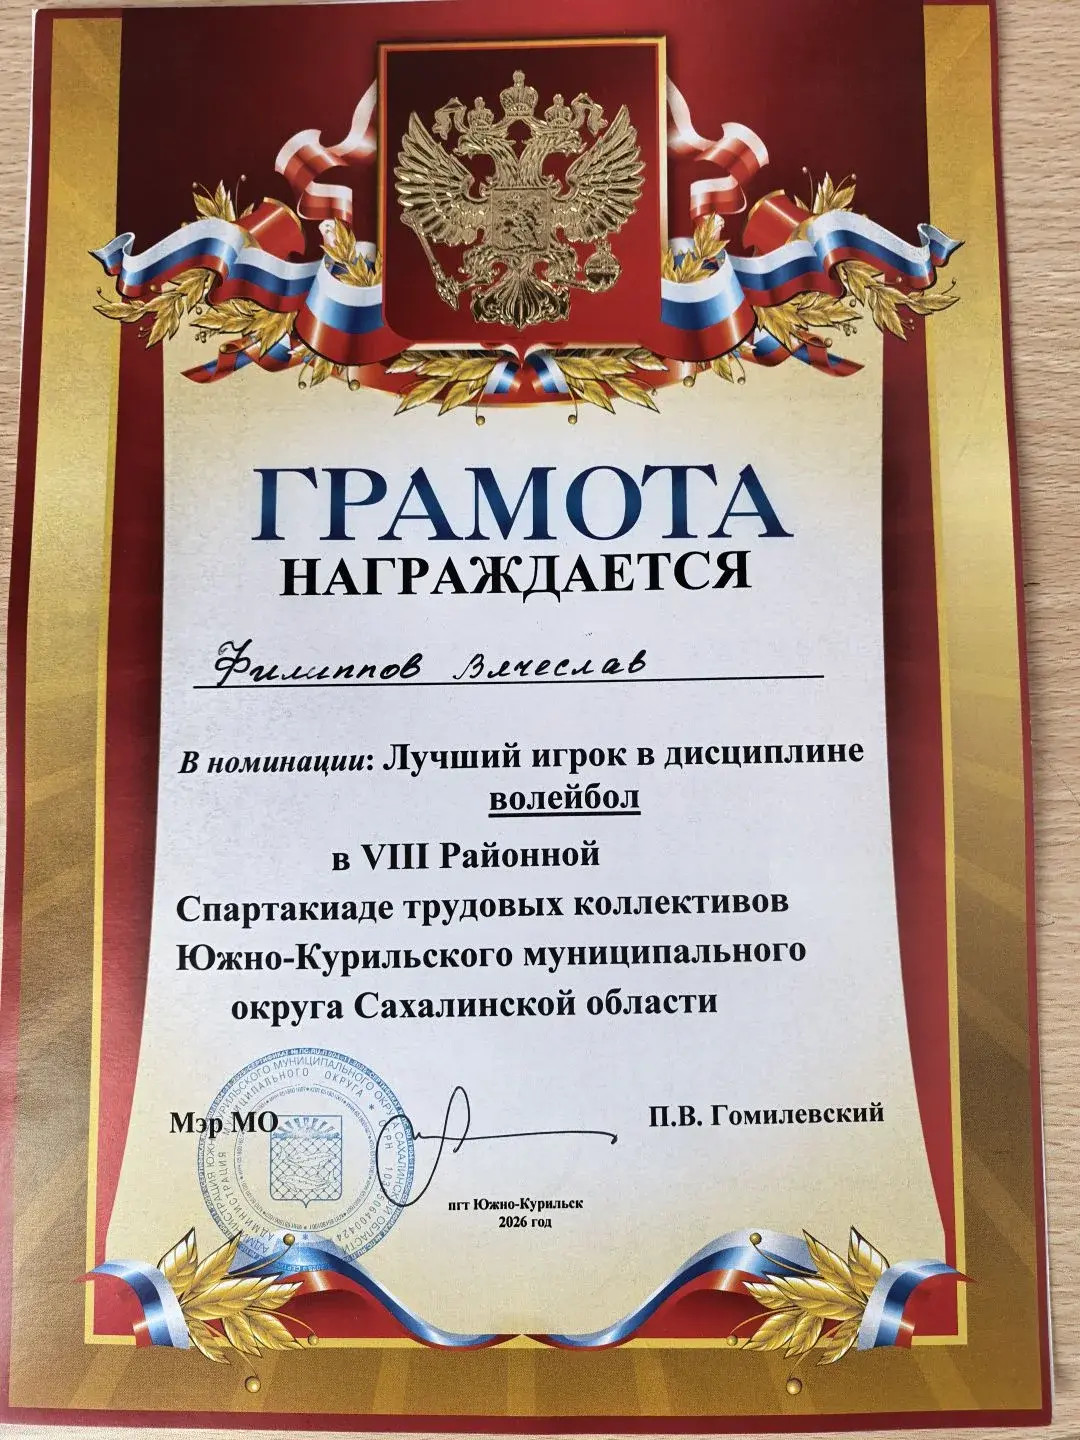 ГРАМОТА
НАГРАЖДАЕТСЯ
Филиппов Вячеслав
В номинации: Лучший игрок в дисциплине
волейбол
в VIII Районной
Спартакиаде трудовых коллективов
Южно-Курильского муниципального
округа Сахалинской области
Мэр МО
П.В. Гомилевский
пгт Южно-Курильск
2026 год